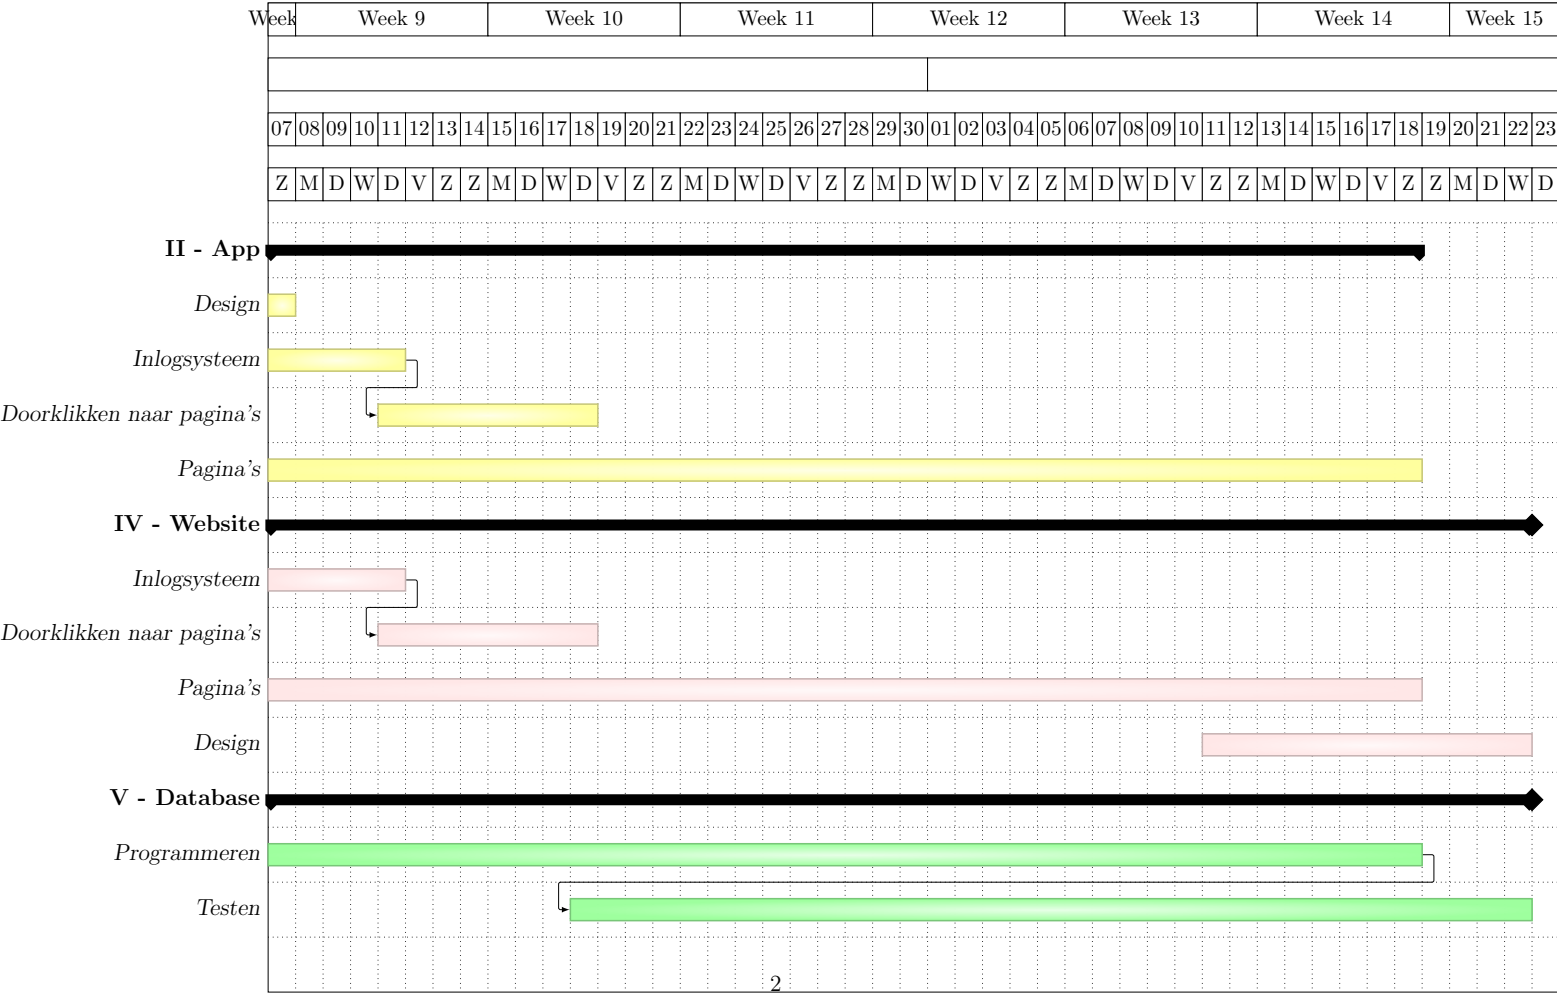 Week Week 9 Week 10 Week 11 Week 12 Week 13 Week 14 Week 15
07 08 09 10 11 12 13 14 15 16 17 18 19 20 21 22 23 24 25 26 27 28 29 30 01 02 03 04 05 06 07 08 09 10 11 12 13 14 15 16 17 18 19 20 21 22 23
Z M D W D V Z Z M D W D V Z Z M D W D V Z Z M D W D V Z Z M D W D V Z Z M D W D V Z Z M D W D
II - App
Design
Inlogsysteem
Doorklikken naar pagina's
Pagina's
IV - Website
Inlogsysteem
Doorklikken naar pagina's
Pagina's
Design
V - Database
Programmeren
Testen
2